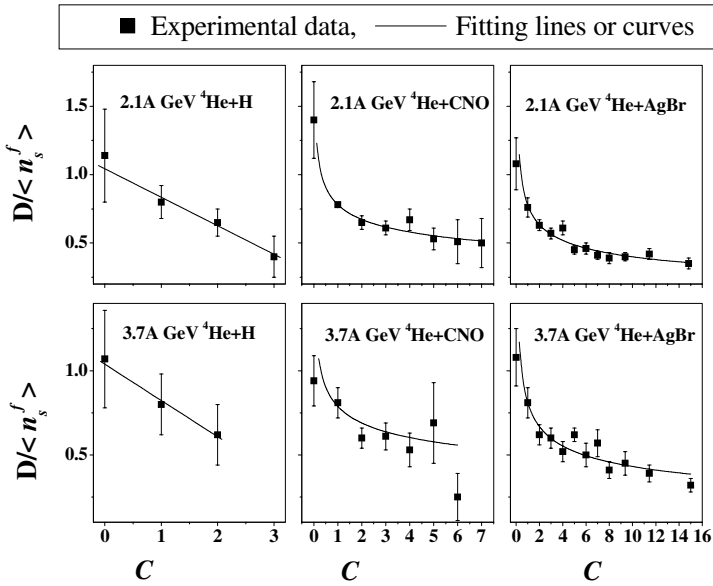 ■ Experimental data, —— Fitting lines or curves
2.1A GeV ⁴He+H
2.1A GeV ⁴He+CNO
2.1A GeV ⁴He+AgBr
1.5
1.0
0.5
0.0
D/< n_s^f >
3.7A GeV ⁴He+H
3.7A GeV ⁴He+CNO
3.7A GeV ⁴He+AgBr
1.0
0.5
D/< n_s^f >
0 1 2 3
0 1 2 3 4 5 6 7
0 2 4 6 8 10 12 14 16
C
C
C